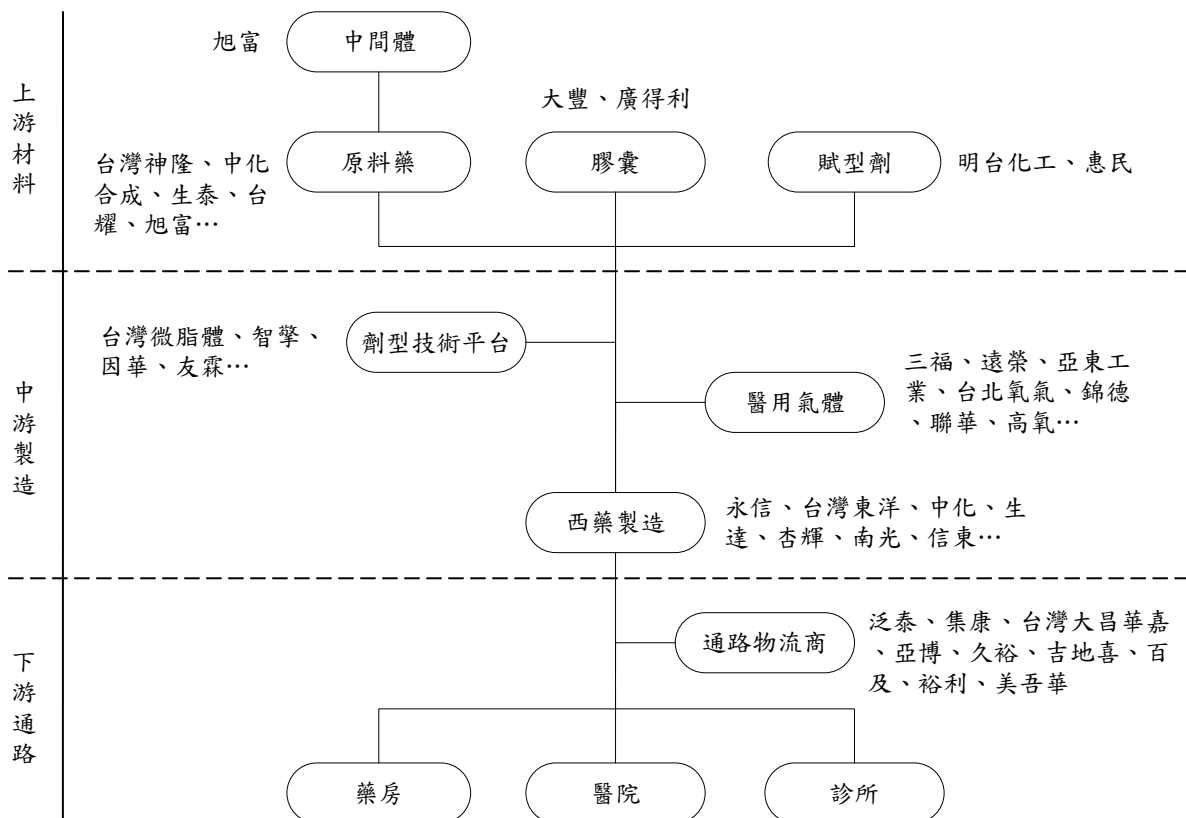 上游材料
旭富
中間體
大豐、廣得利
台灣神隆、中化
合成、生泰、台
耀、旭富…
原料藥
膠囊
賦型劑
明台化工、惠民
中游製造
台灣微脂體、智擎、
因華、友霖…
劑型技術平台
醫用氣體
三福、遠榮、亞東工
業、台北氧氣、錦德
、聯華、高氧…
西藥製造
永信、台灣東洋、中化、生
達、杏輝、南光、信東…
下游通路
通路物流商
泛泰、集康、台灣大昌華嘉
、亞博、久裕、吉地喜、百
及、裕利、美吾華
藥房
醫院
診所